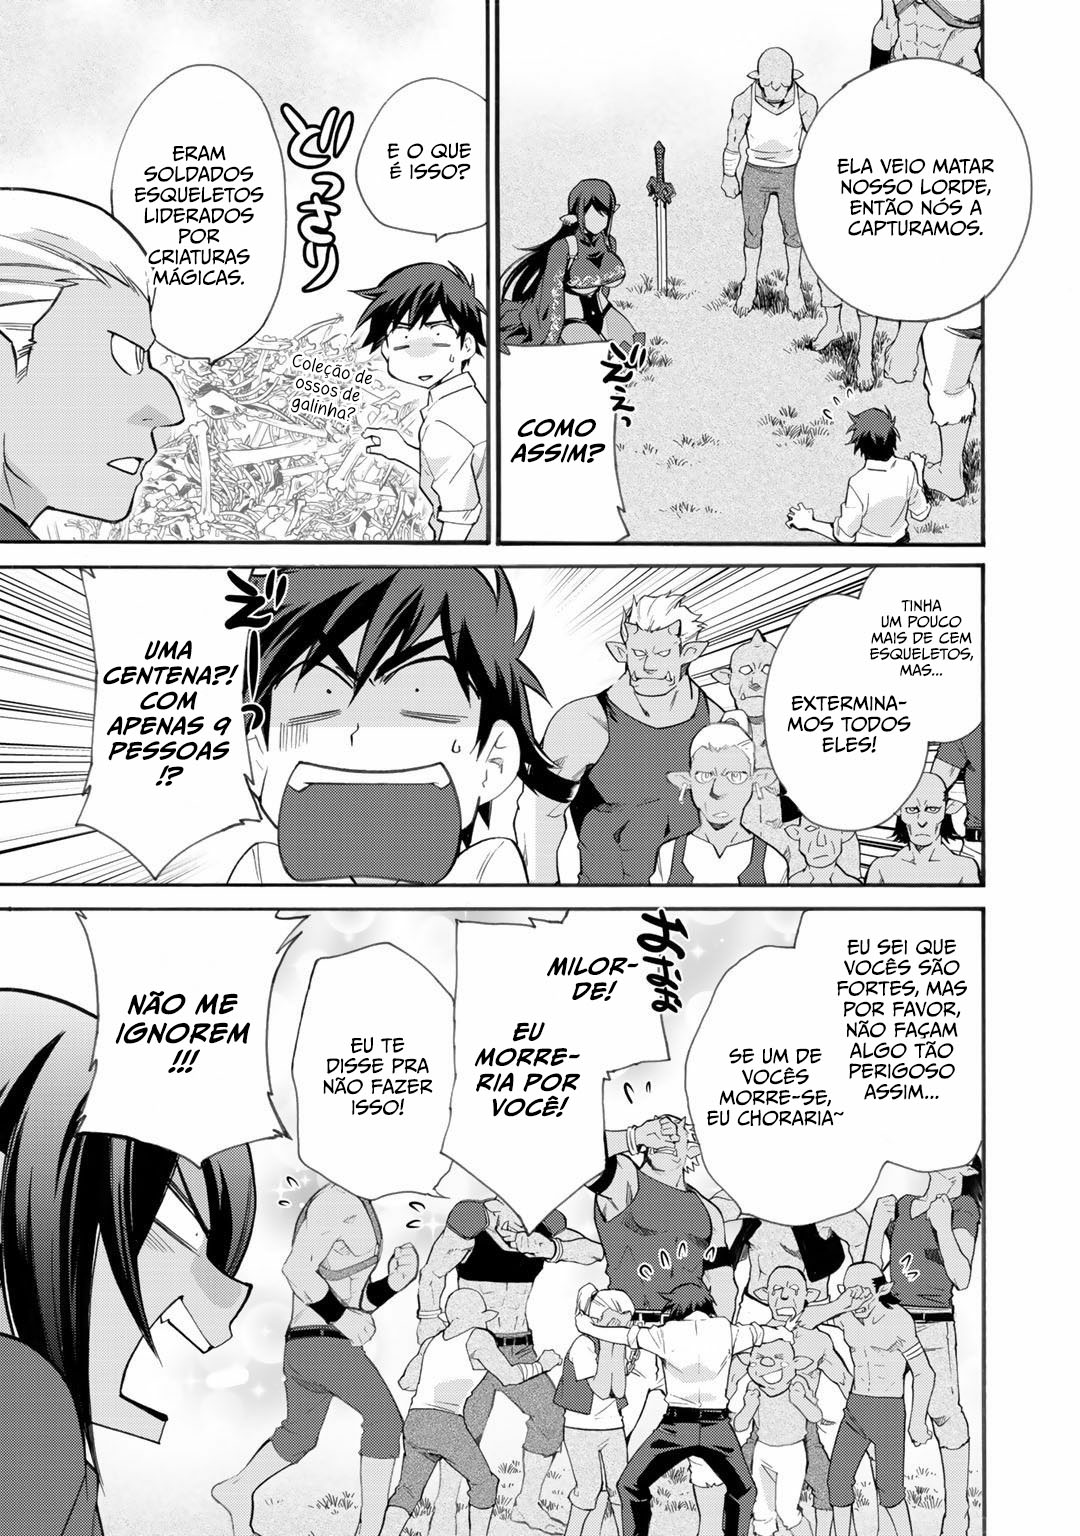 ELA VEIO MATAR
NOSSO LORDE,
ENTÃO NÓS A
CAPTURAMOS.
COMO
ASSIM?
E O QUE
É ISSO?
どっさり
ERAM
SOLDADOS
ESQUELETOS
LIDERADOS
POR
CRIATURAS
MÁGICAS.
Coleção de
ossos de
galinha?
TINHA
UM POUCO
MAIS DE CEM
ESQUELETOS,
MAS...
EXTERMINA-
MOS TODOS
ELES!
UMA
CENTENA?!
COM
APENAS 9
PESSOAS
!?
EU SEI QUE
VOCÊS SÃO
FORTES, MAS
POR FAVOR,
NÃO FAÇAM
ALGO TÃO
PERIGOSO
ASSIM...
SE UM DE
VOCÊS
MORRE-SE,
EU CHORARIA~
MILOR-
DE!
EU
MORRE-
RIA POR
VOCÊ!
EU TE
DISSE PRA
NÃO FAZER
ISSO!
NÃO ME
IGNOREM
!!!